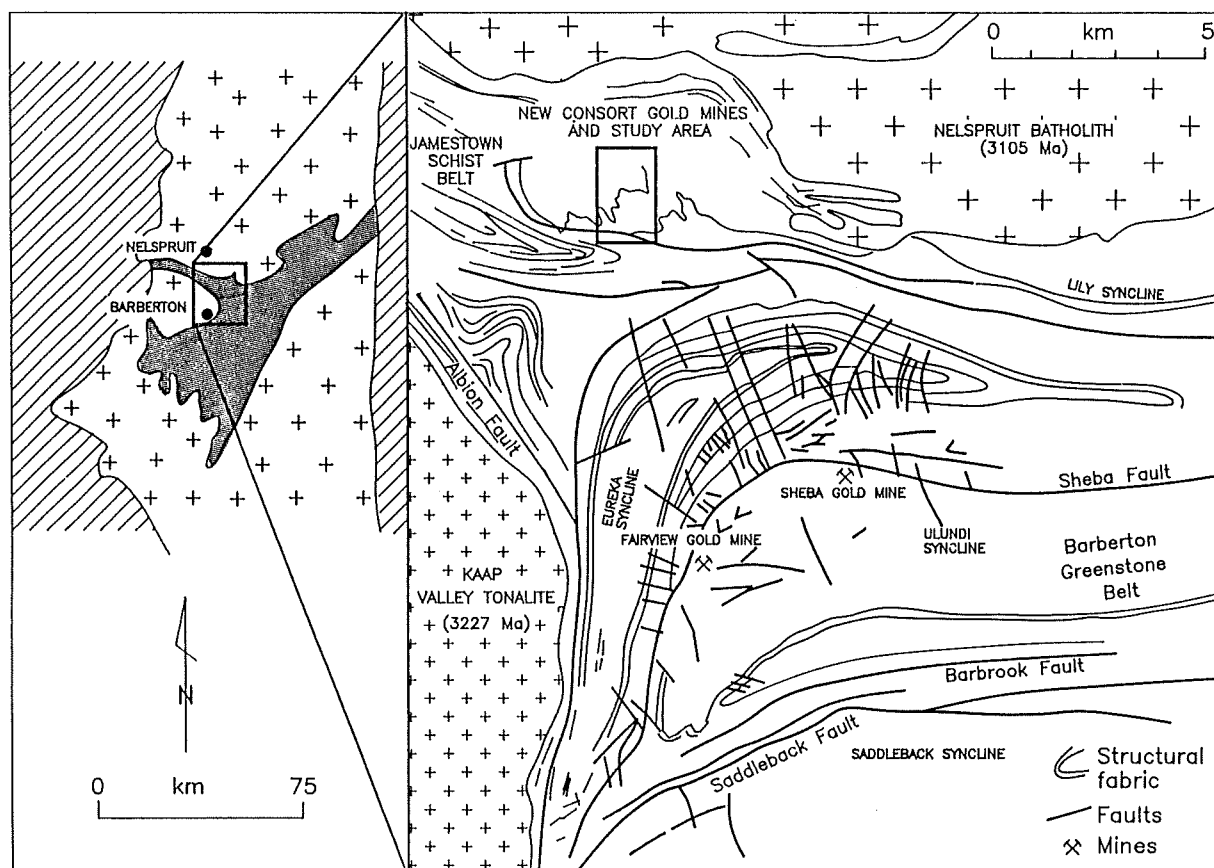 NELSPRUIT
BARBERTON
N
0 km 75
0 km 5
NEW CONSORT GOLD MINES
AND STUDY AREA
JAMESTOWN
SCHIST
BELT
NELSPRUIT BATHOLITH
(3105 Ma)
LILY SYNCLINE
Albion Fault
EUREKA
SYNCLINE
SHEBA GOLD MINE
Sheba Fault
FAIRVIEW GOLD MINE
ULUNDI
SYNCLINE
Barberton
Greenstone
Belt
KAAP
VALLEY TONALITE
(3227 Ma)
Barbrook Fault
Saddleback Fault
SADDLEBACK SYNCLINE
Structural
fabric
Faults
Mines